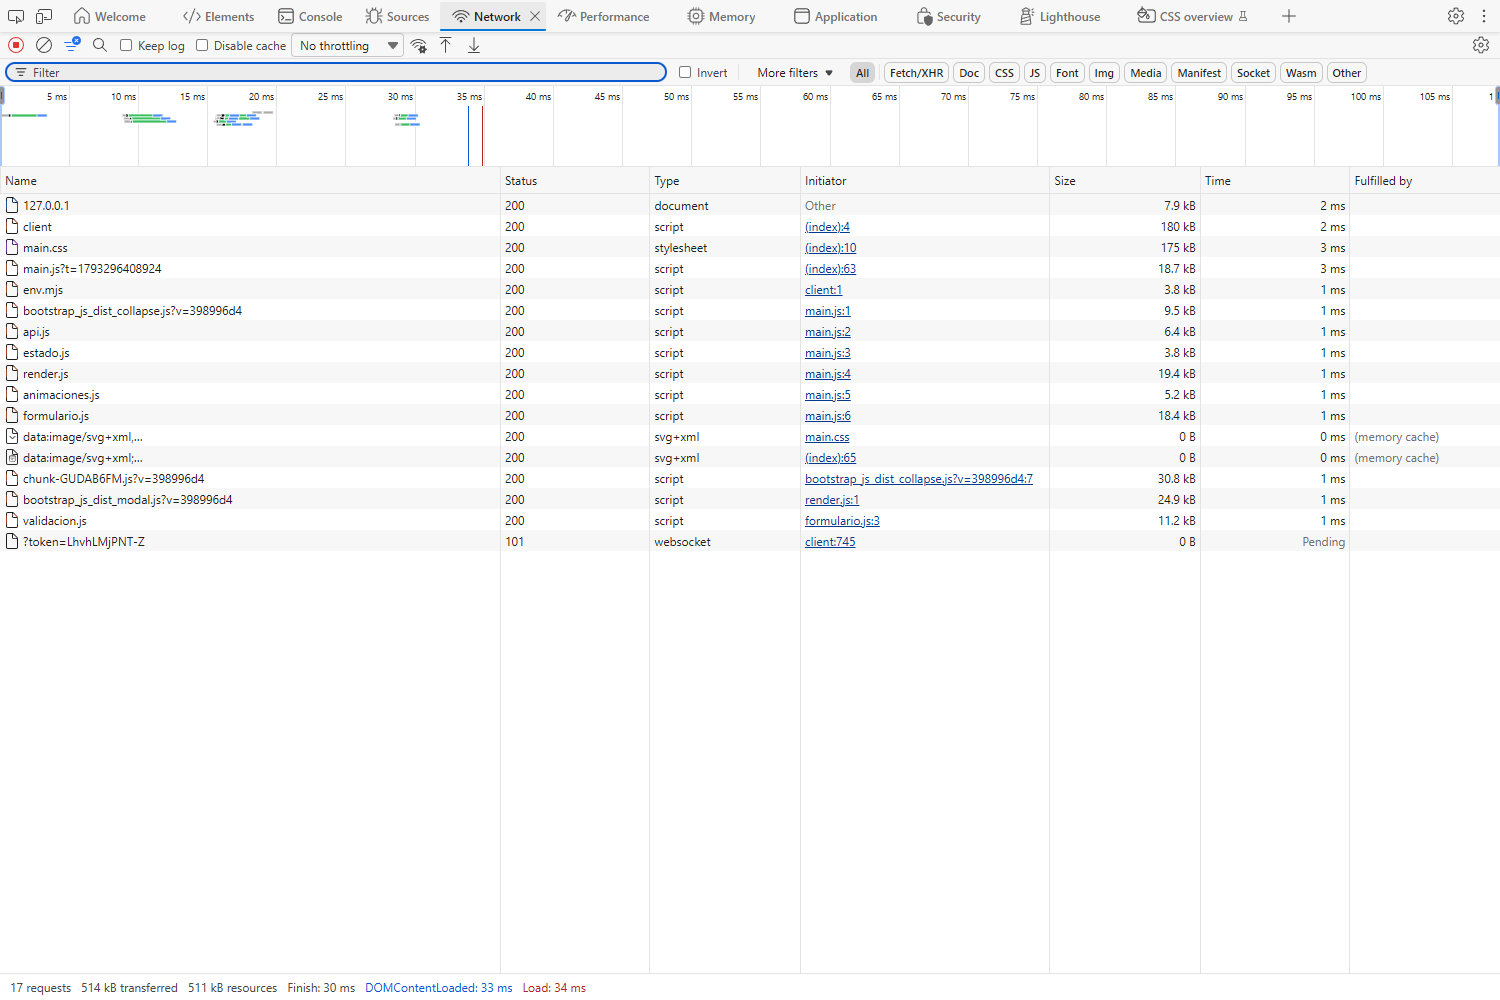 Welcome Elements Console Sources Network Performance Memory Application Security Lighthouse CSS overview
Keep log Disable cache No throttling
Filter Invert More filters All Fetch/XHR Doc CSS JS Font Img Media Manifest Socket Wasm Other
5 ms 10 ms 15 ms 20 ms 25 ms 30 ms 35 ms 40 ms 45 ms 50 ms 55 ms 60 ms 65 ms 70 ms 75 ms 80 ms 85 ms 90 ms 95 ms 100 ms 105 ms 1
Name Status Type Initiator Size Time Fulfilled by
127.0.0.1 200 document Other 7.9 kB 2 ms
client 200 script (index):4 180 kB 2 ms
main.css 200 stylesheet (index):10 175 kB 3 ms
main.js?t=1793296408924 200 script (index):63 18.7 kB 3 ms
env.mjs 200 script client:1 3.8 kB 1 ms
bootstrap_js_dist_collapse.js?v=398996d4 200 script main.js:1 9.5 kB 1 ms
api.js 200 script main.js:2 6.4 kB 1 ms
estado.js 200 script main.js:3 3.8 kB 1 ms
render.js 200 script main.js:4 19.4 kB 1 ms
animaciones.js 200 script main.js:5 5.2 kB 1 ms
formulario.js 200 script main.js:6 18.4 kB 1 ms
data:image/svg+xml,... 200 svg+xml main.css 0 B 0 ms (memory cache)
data:image/svg+xml;... 200 svg+xml (index):65 0 B 0 ms (memory cache)
chunk-GUDAB6FM.js?v=398996d4 200 script bootstrap_js_dist_collapse.js?v=398996d4:7 30.8 kB 1 ms
bootstrap_js_dist_modal.js?v=398996d4 200 script render.js:1 24.9 kB 1 ms
validacion.js 200 script formulario.js:3 11.2 kB 1 ms
?token=LhvhLMjPNT-Z 101 websocket client:745 0 B Pending
17 requests 514 kB transferred 511 kB resources Finish: 30 ms DOMContentLoaded: 33 ms Load: 34 ms